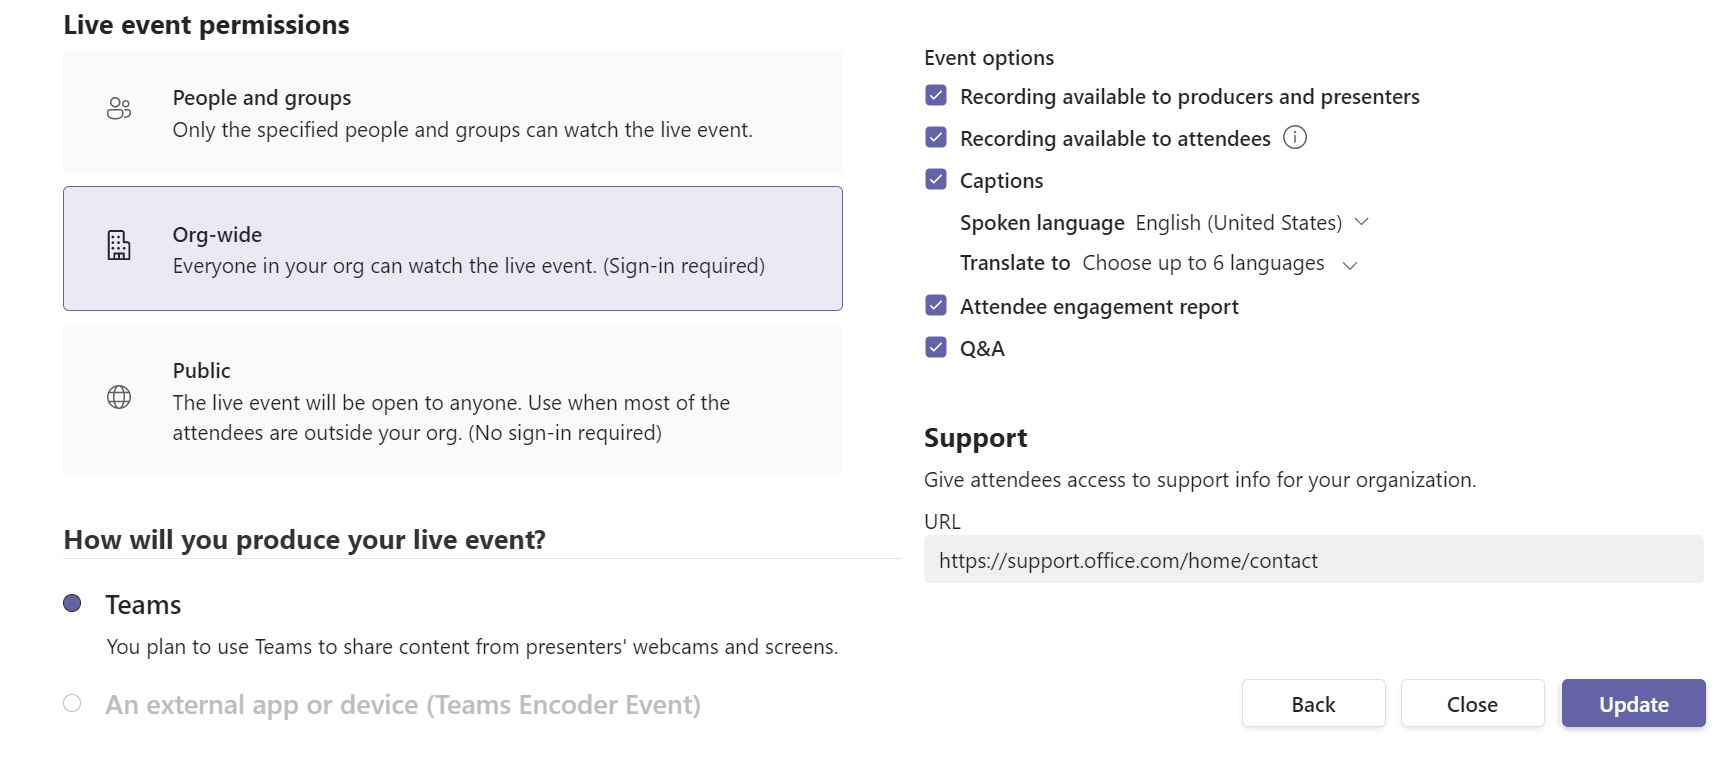 Live event permissions
People and groups
Only the specified people and groups can watch the live event.
Org-wide
Everyone in your org can watch the live event. (Sign-in required)
Public
The live event will be open to anyone. Use when most of the
attendees are outside your org. (No sign-in required)
How will you produce your live event?
Teams
You plan to use Teams to share content from presenters' webcams and screens.
An external app or device (Teams Encoder Event)
Event options
Recording available to producers and presenters
Recording available to attendees
Captions
Spoken language English (United States)
Translate to Choose up to 6 languages
Attendee engagement report
Q&A
Support
Give attendees access to support info for your organization.
URL
https://support.office.com/home/contact
Back Close Update